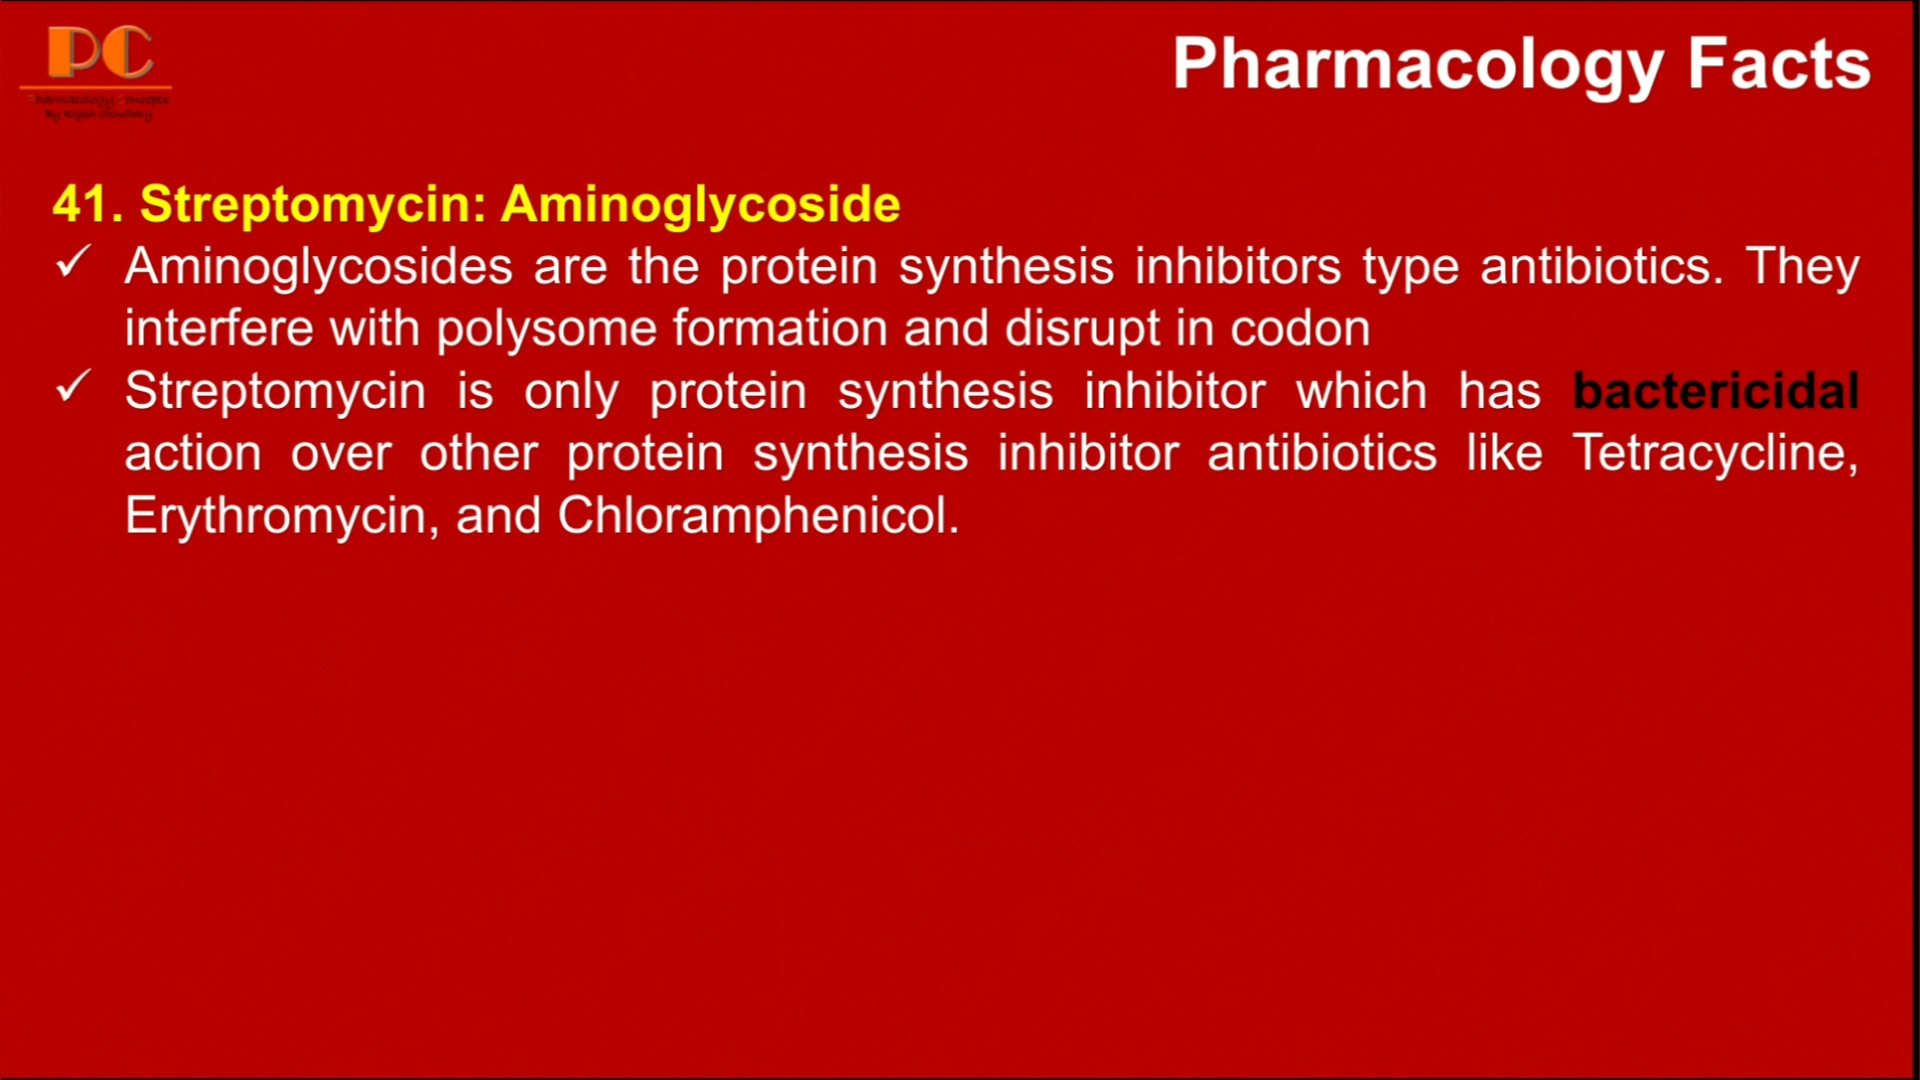 PC
Pharmacology Concepts
Pharmacology Facts
41. Streptomycin: Aminoglycoside
✓ Aminoglycosides are the protein synthesis inhibitors type antibiotics. They
interfere with polysome formation and disrupt in codon
✓ Streptomycin is only protein synthesis inhibitor which has bactericidal
action over other protein synthesis inhibitor antibiotics like Tetracycline,
Erythromycin, and Chloramphenicol.